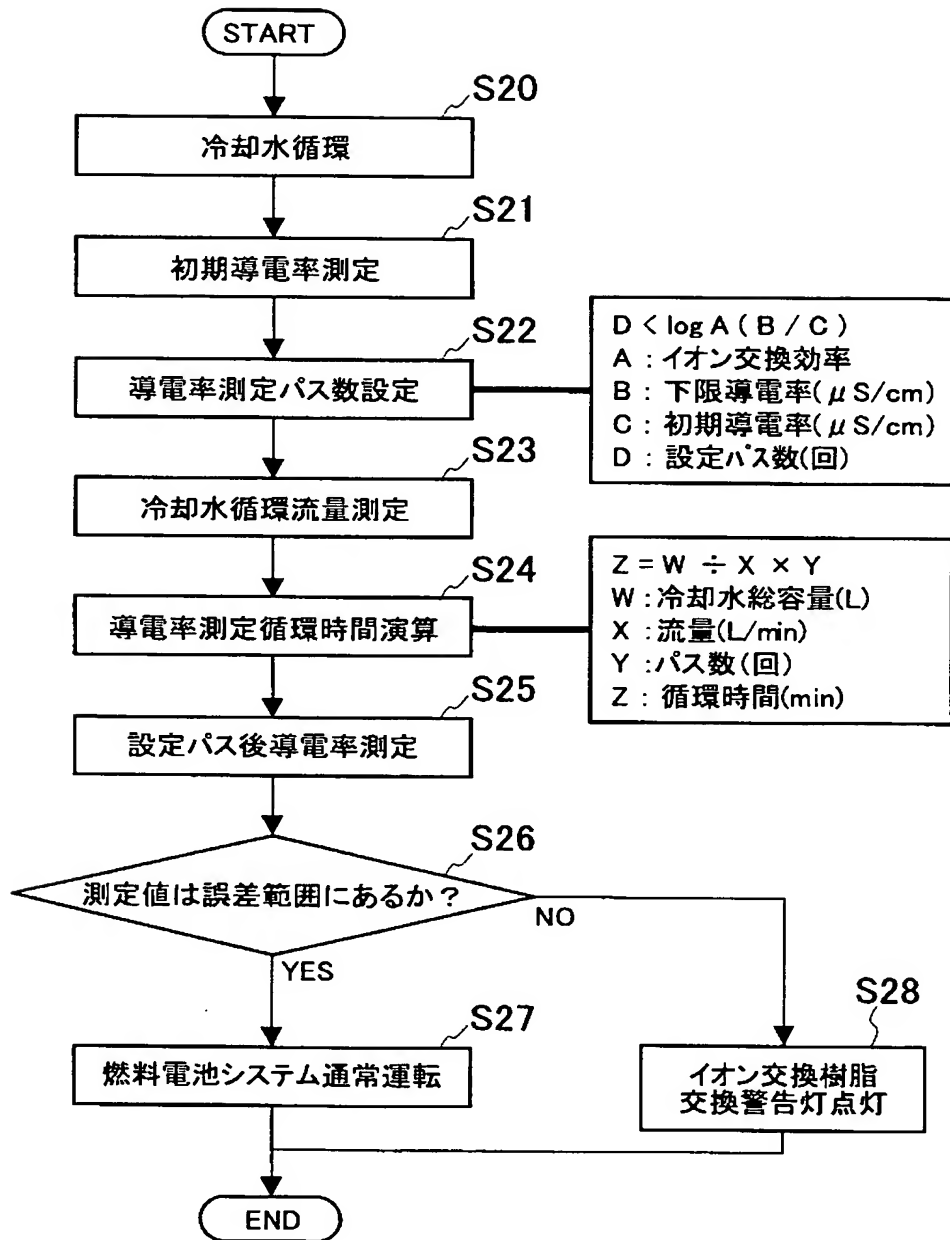 START
S20
冷却水循環
S21
初期導電率測定
S22
導電率測定パス数設定
D < log A ( B / C )
A : イオン交換効率
B : 下限導電率( μ S/cm)
C : 初期導電率( μ S/cm)
D : 設定パス数(回)
S23
冷却水循環流量測定
S24
導電率測定循環時間演算
Z = W ÷ X × Y
W : 冷却水総容量(L)
X : 流量(L/min)
Y : パス数(回)
Z : 循環時間(min)
S25
設定パス後導電率測定
S26
測定値は誤差範囲にあるか?
NO
YES
S27
燃料電池システム通常運転
S28
イオン交換樹脂
交換警告灯点灯
END